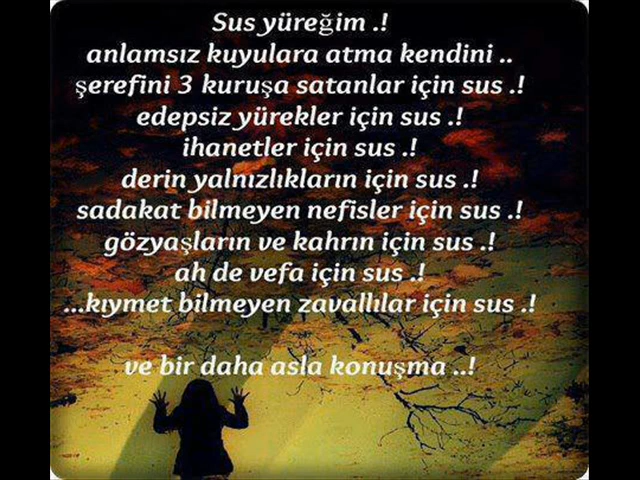 Sus yüreğim .!
anlamsız kuyulara atma kendini ..
şerefini 3 kuruşa satanlar için sus .!
edepsiz yürekler için sus .!
ihanetler için sus .!
derin yalnızlıkların için sus .!
sadakat bilmeyen nefisler için sus .!
gözyaşların ve kahrın için sus .!
ah de vefa için sus .!
...kıymet bilmeyen zavallılar için sus .!
ve bir daha asla konuşma ..!